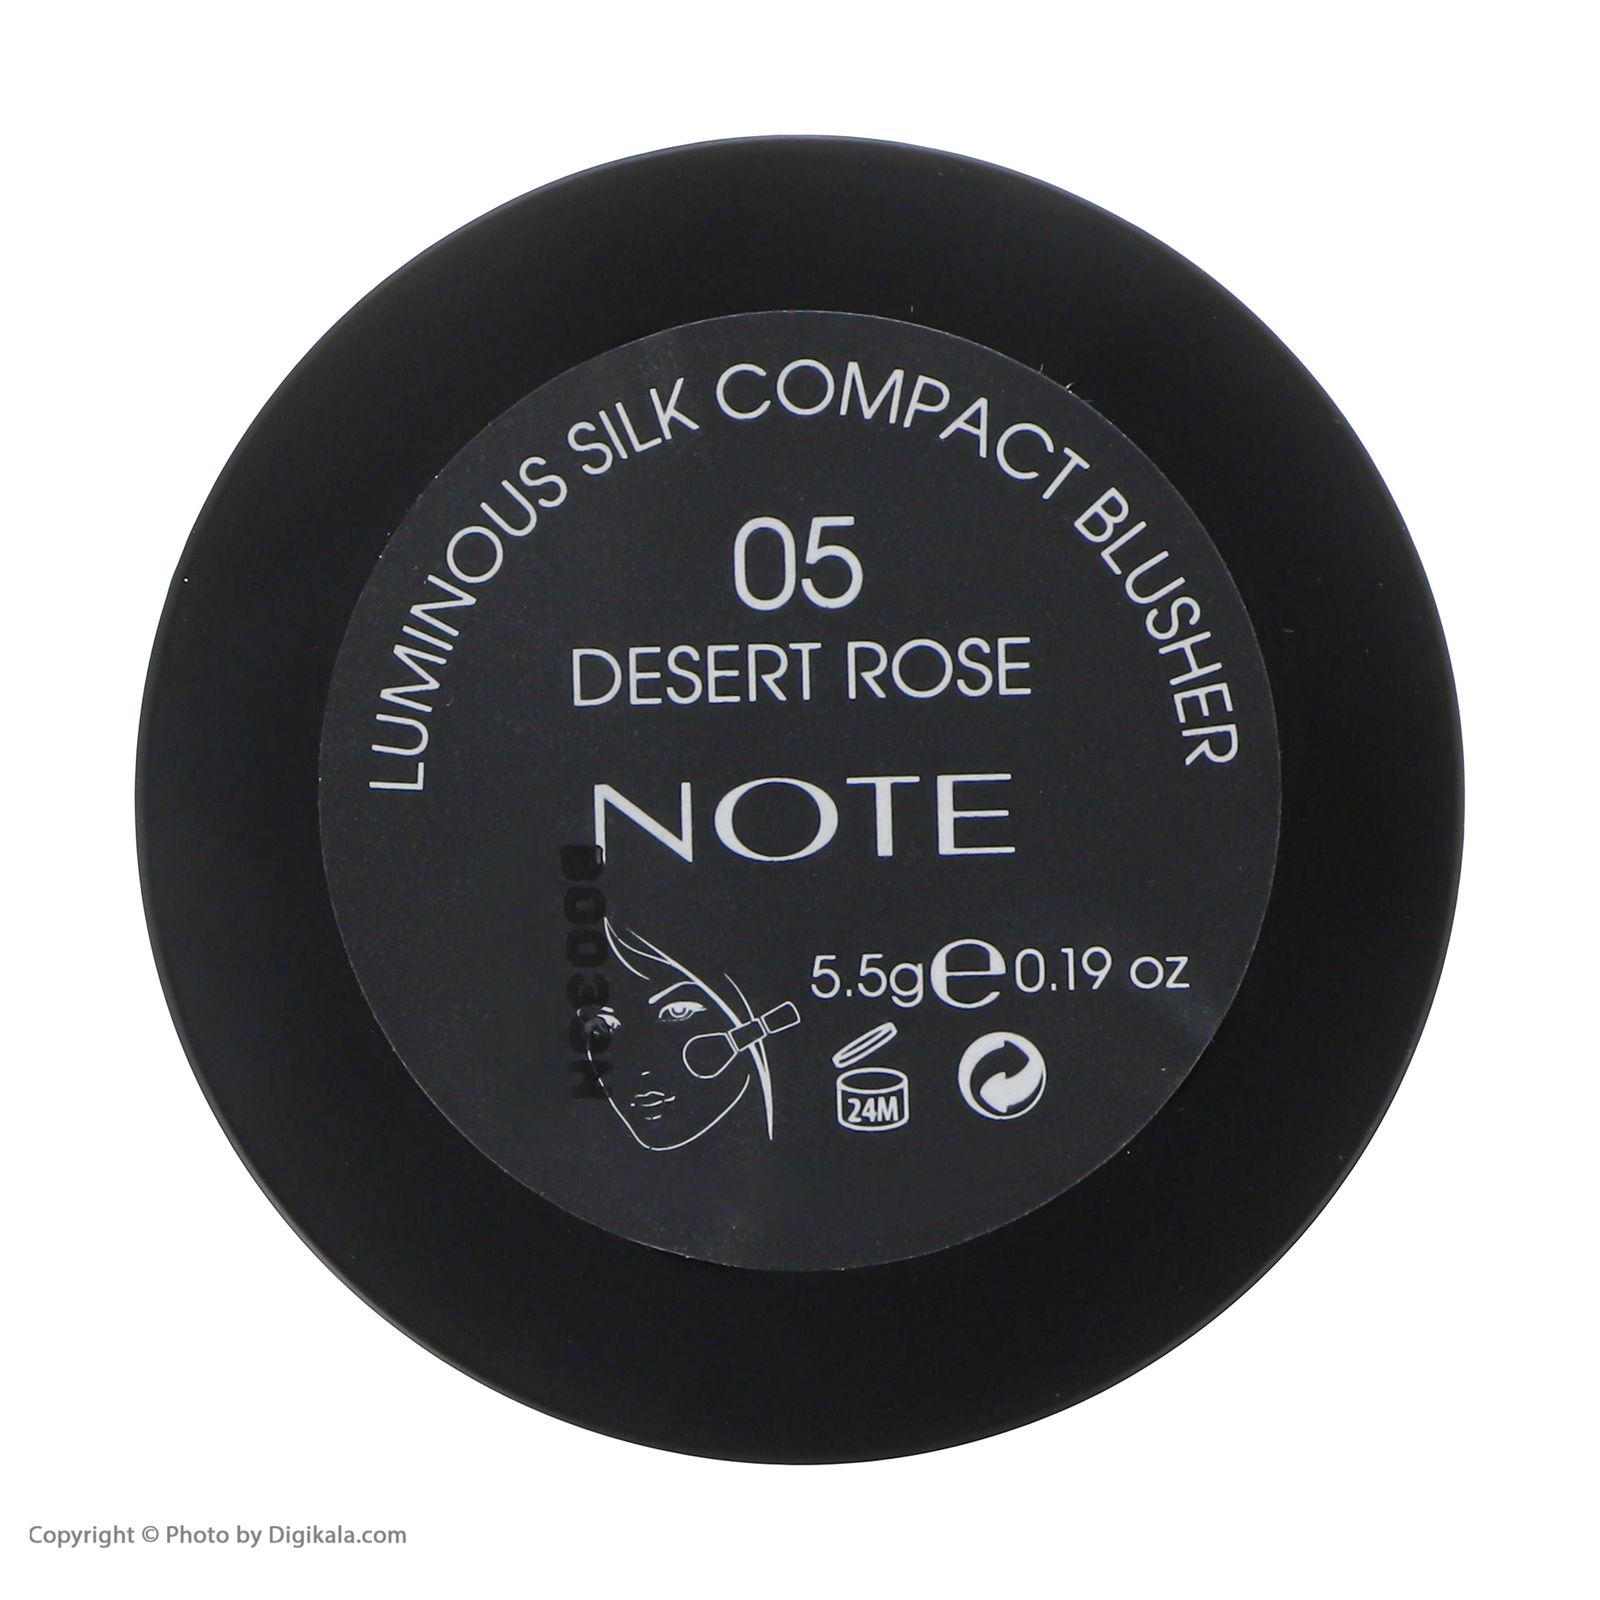 LUMINOUS SILK COMPACT BLUSHER
05
DESERT ROSE
NOTE
5.5g e 0.19 oz
24M
Copyright © Photo by Digikala.com